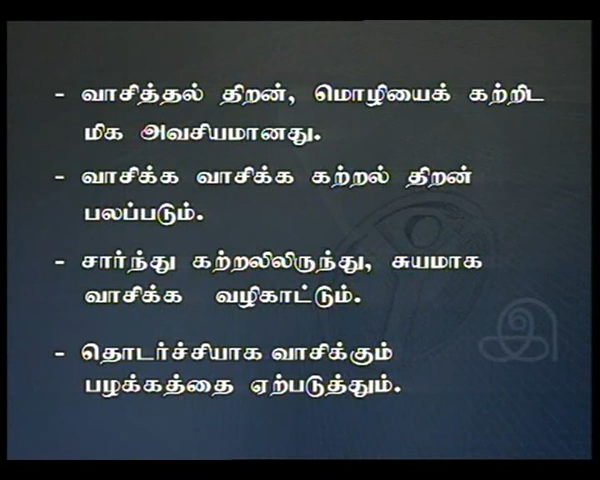 - வாசித்தல் திறன், மொழியைக் கற்றிட
மிக அவசியமானது.
- வாசிக்க வாசிக்க கற்றல் திறன்
பலப்படும்.
- சார்ந்து கற்றலிலிருந்து, சுயமாக
வாசிக்க வழிகாட்டும்.
- தொடர்ச்சியாக வாசிக்கும்
பழக்கத்தை ஏற்படுத்தும்.